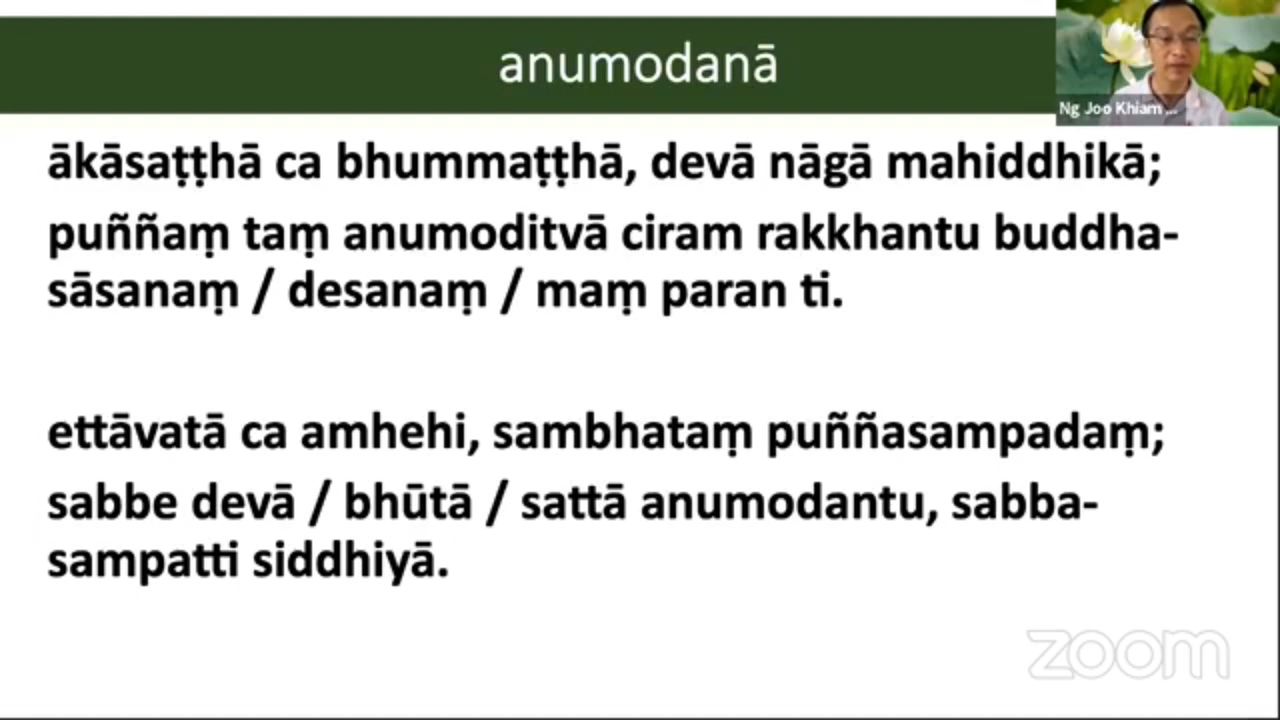 anumodanā
Ng Joo Khiam ...
ākāsaṭṭhā ca bhummaṭṭhā, devā nāgā mahiddhikā;
puññaṃ taṃ anumoditvā ciram rakkhantu buddha-
sāsanaṃ / desanaṃ / maṃ paran ti.
ettāvatā ca amhehi, sambhataṃ puññasampadaṃ;
sabbe devā / bhūtā / sattā anumodantu, sabba-
sampatti siddhiyā.
zoom